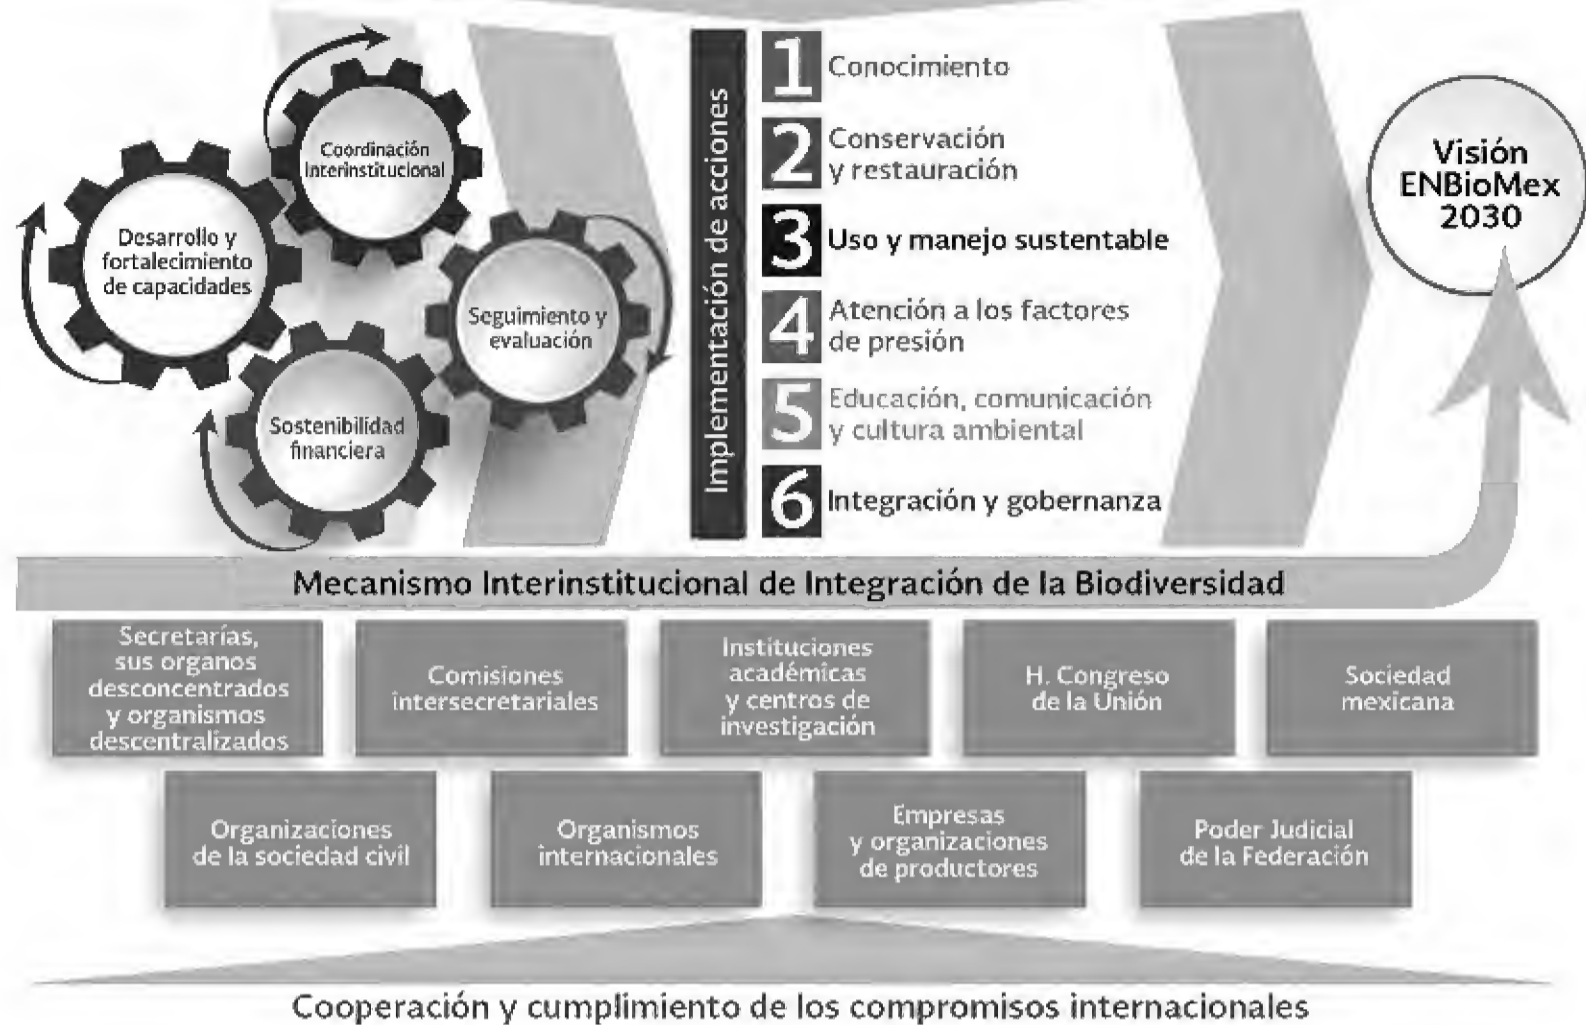 Coordinación
Interinstitucional
Desarrollo y
fortalecimiento
de capacidades
Seguimiento y
evaluación
Sostenibilidad
financiera
Implementación de acciones
1 Conocimiento
2 Conservación
y restauración
3 Uso y manejo sustentable
4 Atención a los factores
de presión
5 Educación, comunicación
y cultura ambiental
6 Integración y gobernanza
Visión
ENBioMex
2030
Mecanismo Interinstitucional de Integración de la Biodiversidad
Secretarías,
sus organos
desconcentrados
y organismos
descentralizados
Comisiones
intersecretariales
Instituciones
académicas
y centros de
investigación
H. Congreso
de la Unión
Sociedad
mexicana
Organizaciones
de la sociedad civil
Organismos
internacionales
Empresas
y organizaciones
de productores
Poder Judicial
de la Federación
Cooperación y cumplimiento de los compromisos internacionales